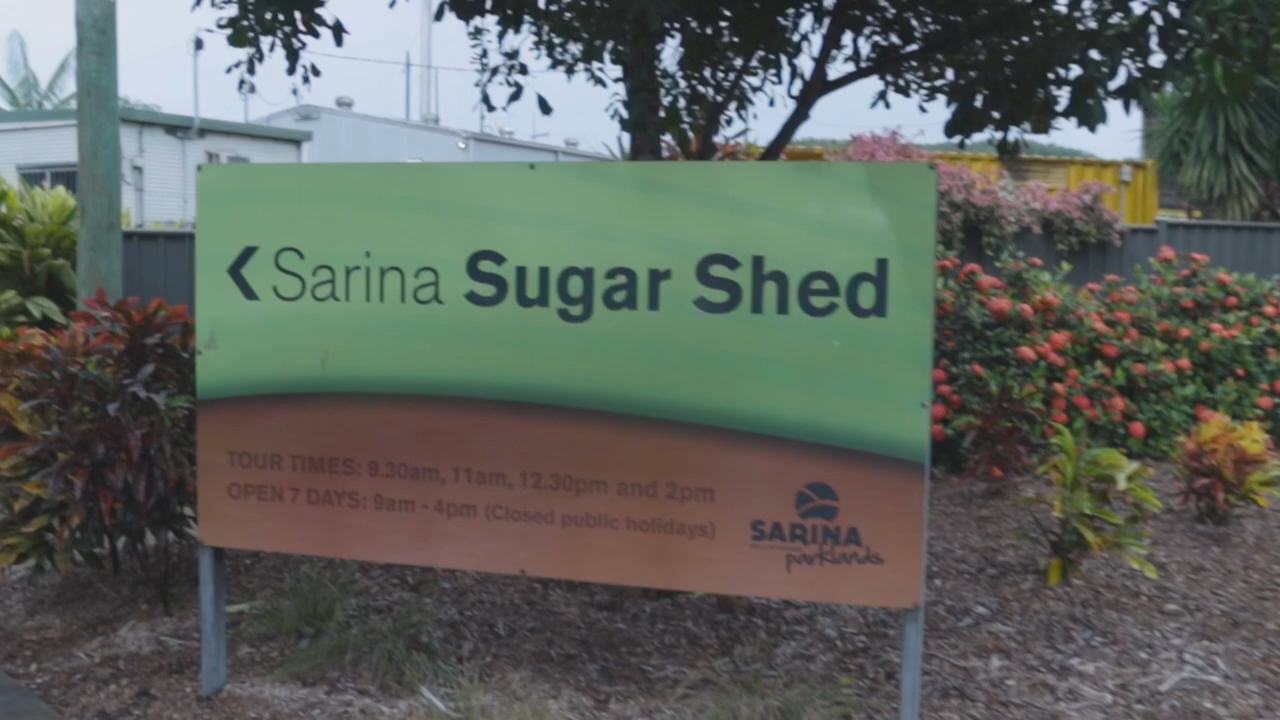 Sarina Sugar Shed
TOUR TIMES: 9.30am, 11am, 12.30pm and 2pm
OPEN 7 DAYS: 9am - 4pm (Closed public holidays)
SARINA
parklands